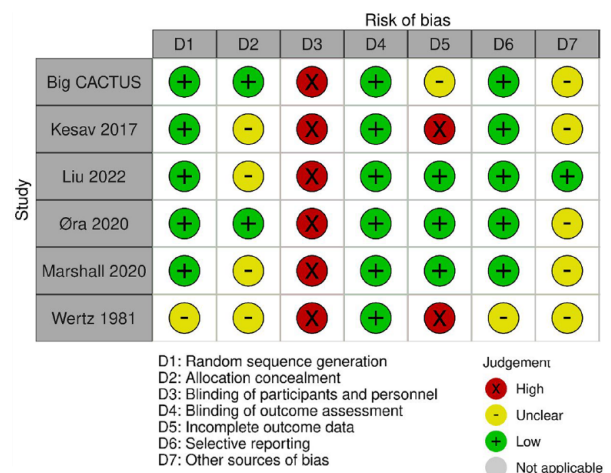 Risk of bias
D1 D2 D3 D4 D5 D6 D7
Study
Big CACTUS + + X + - + -
Kesav 2017 + - X + X + -
Liu 2022 + - X + + + +
Øra 2020 + + X + + + -
Marshall 2020 + - X + + + -
Wertz 1981 - - X + X - -
D1: Random sequence generation
D2: Allocation concealment
D3: Blinding of participants and personnel
D4: Blinding of outcome assessment
D5: Incomplete outcome data
D6: Selective reporting
D7: Other sources of bias
Judgement
X High
- Unclear
+ Low
Not applicable